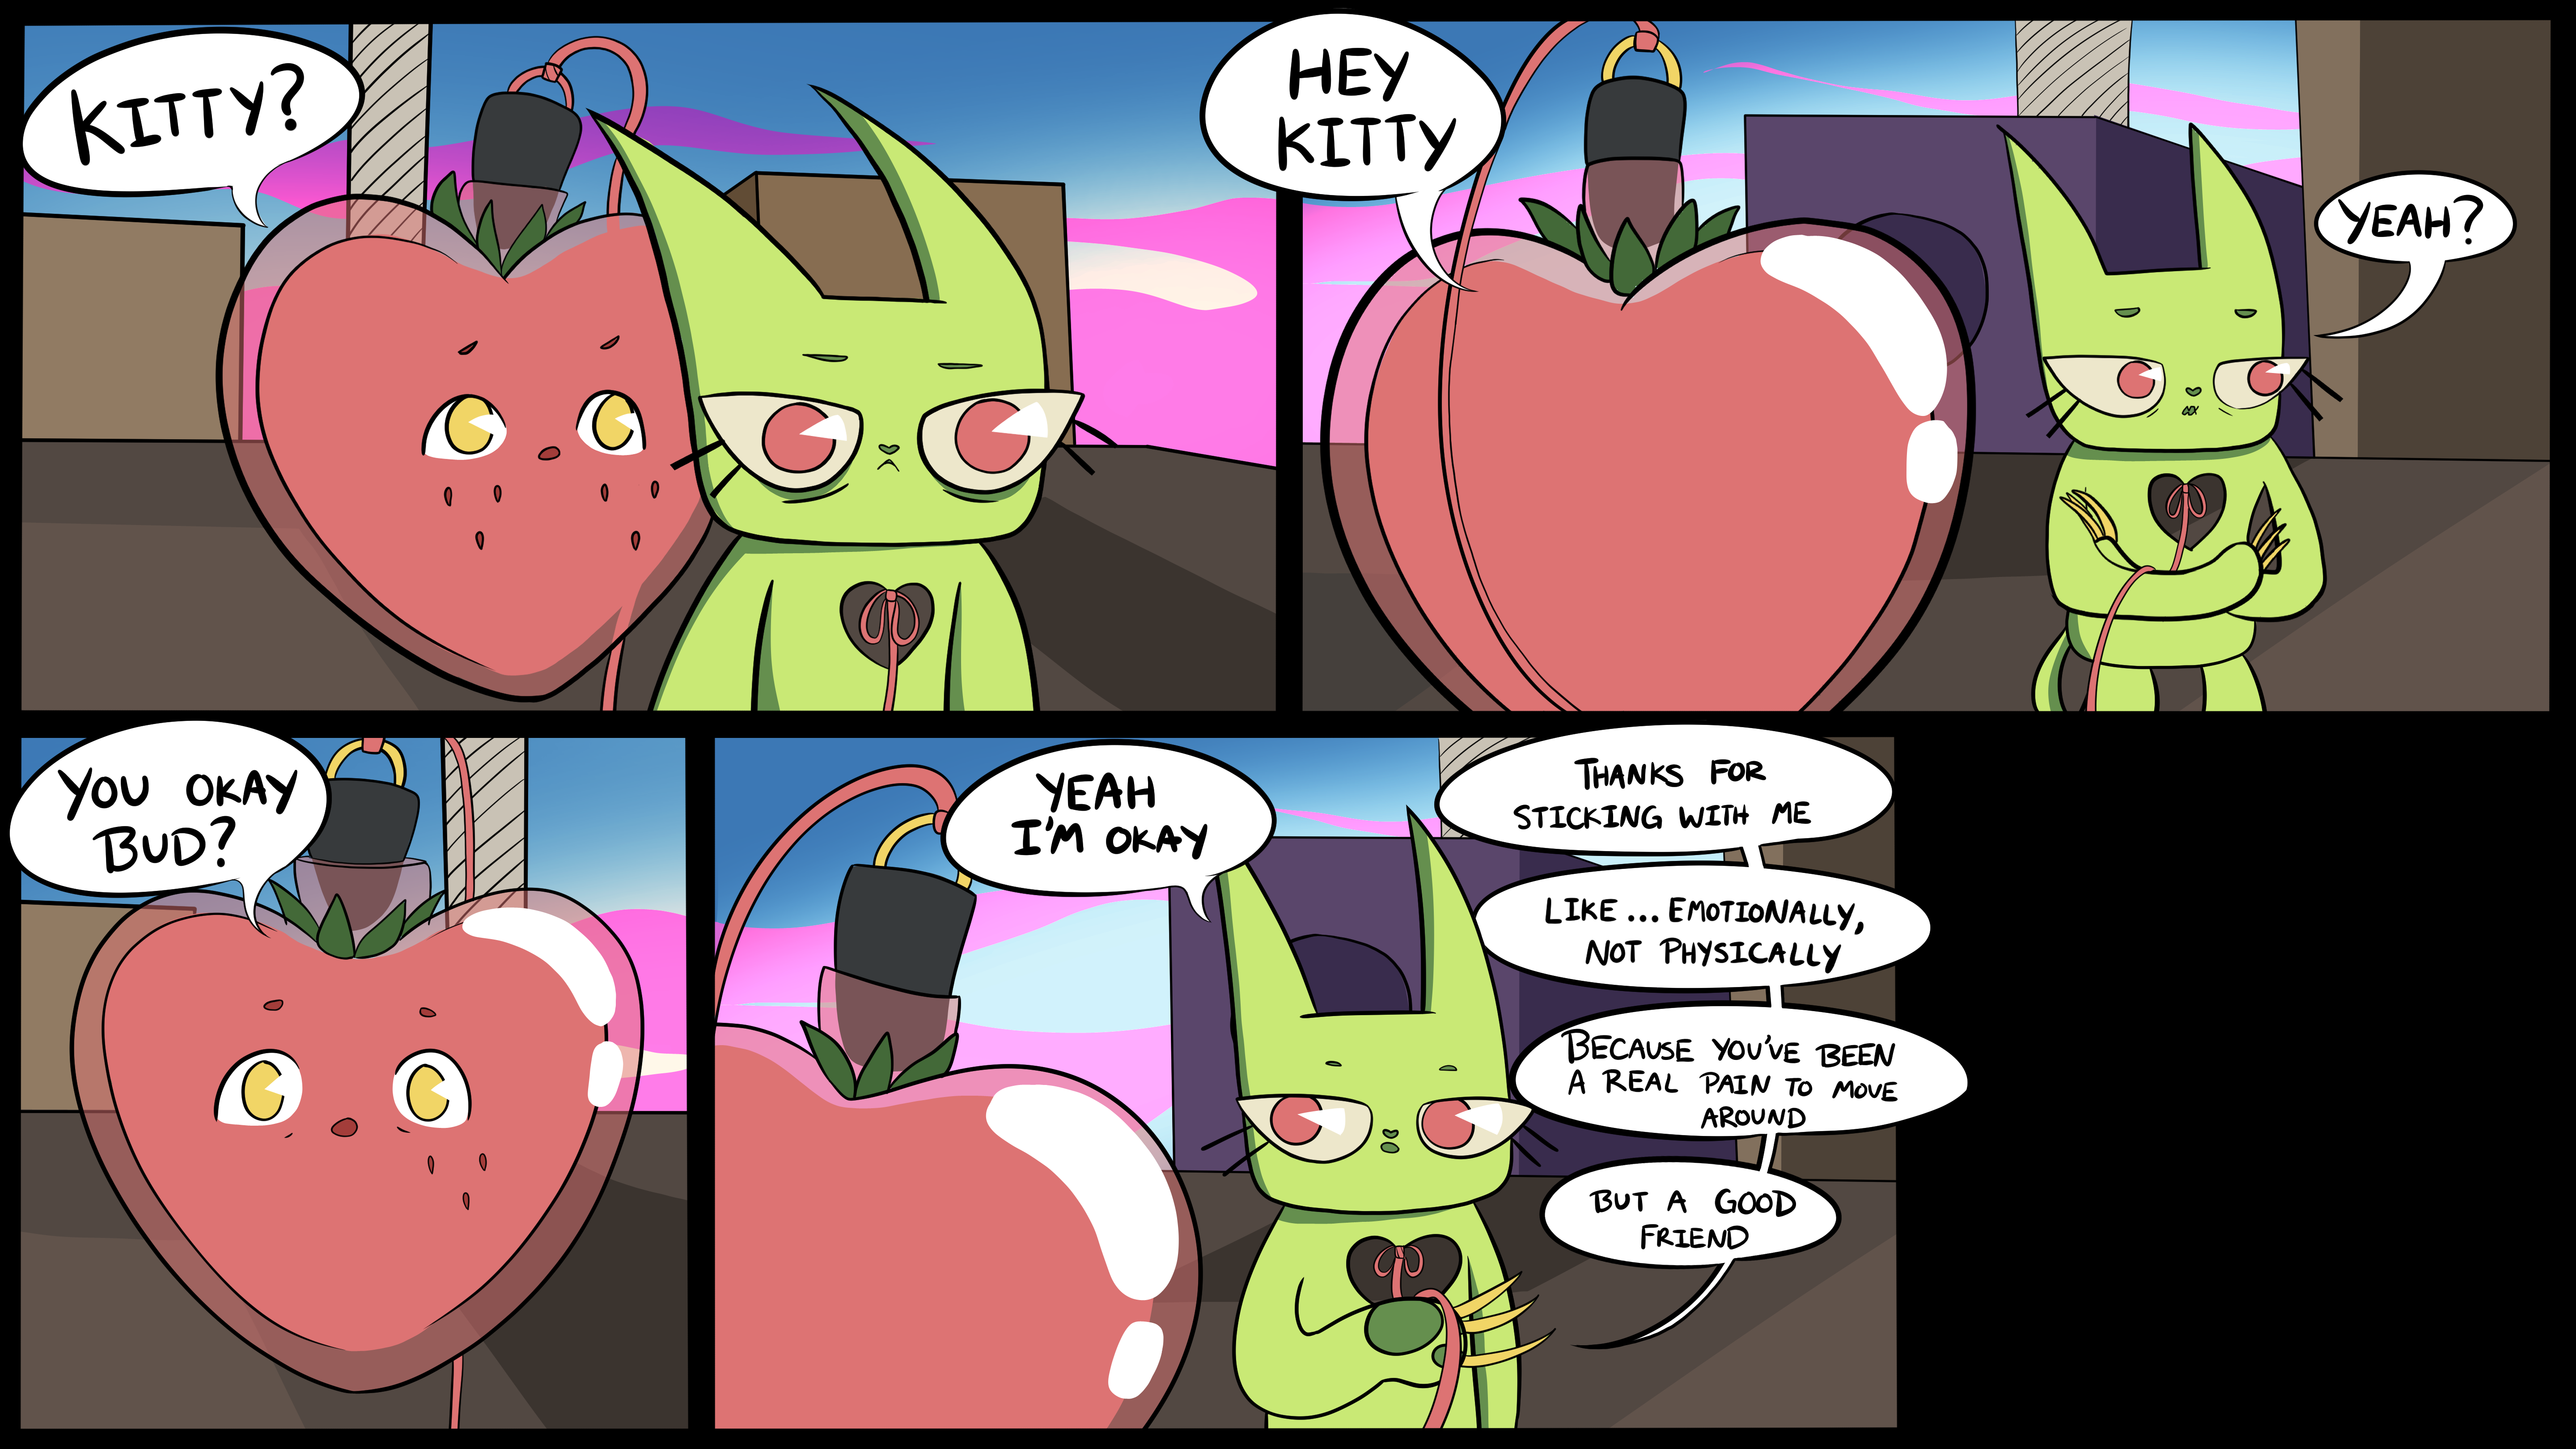 KITTY?
HEY
KITTY
YEAH?
YOU OKAY
BUD?
YEAH
I'M OKAY
THANKS FOR
STICKING WITH ME
LIKE... EMOTIONALLY,
NOT PHYSICALLY
BECAUSE YOU'VE BEEN
A REAL PAIN TO MOVE
AROUND
BUT A GOOD
FRIEND